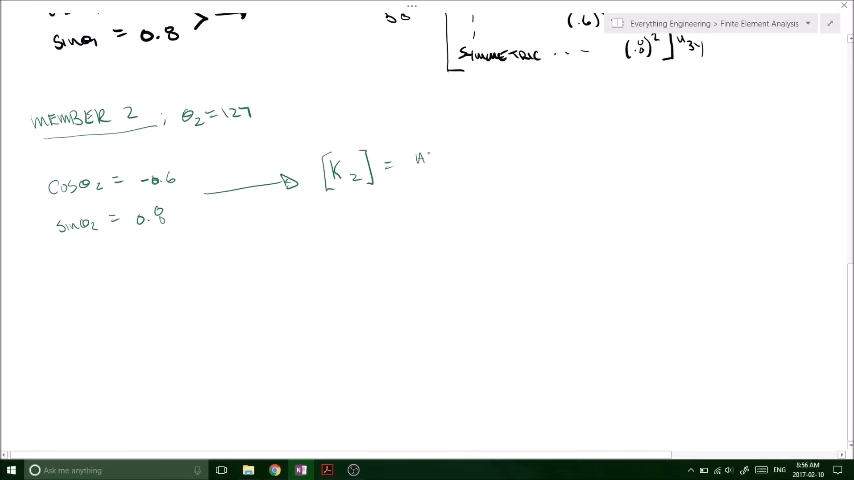 sinθ₁ = 0.8
50
(.6)
Everything Engineering > Finite Element Analysis
SYMMETRIC ... (.8)² ] u3y
MEMBER 2 ; θ₂=127
cosθ₂ = -0.6
[K₂] =
sinθ₂ = 0.8
Ask me anything
ENG
8:56 AM
2017-02-10